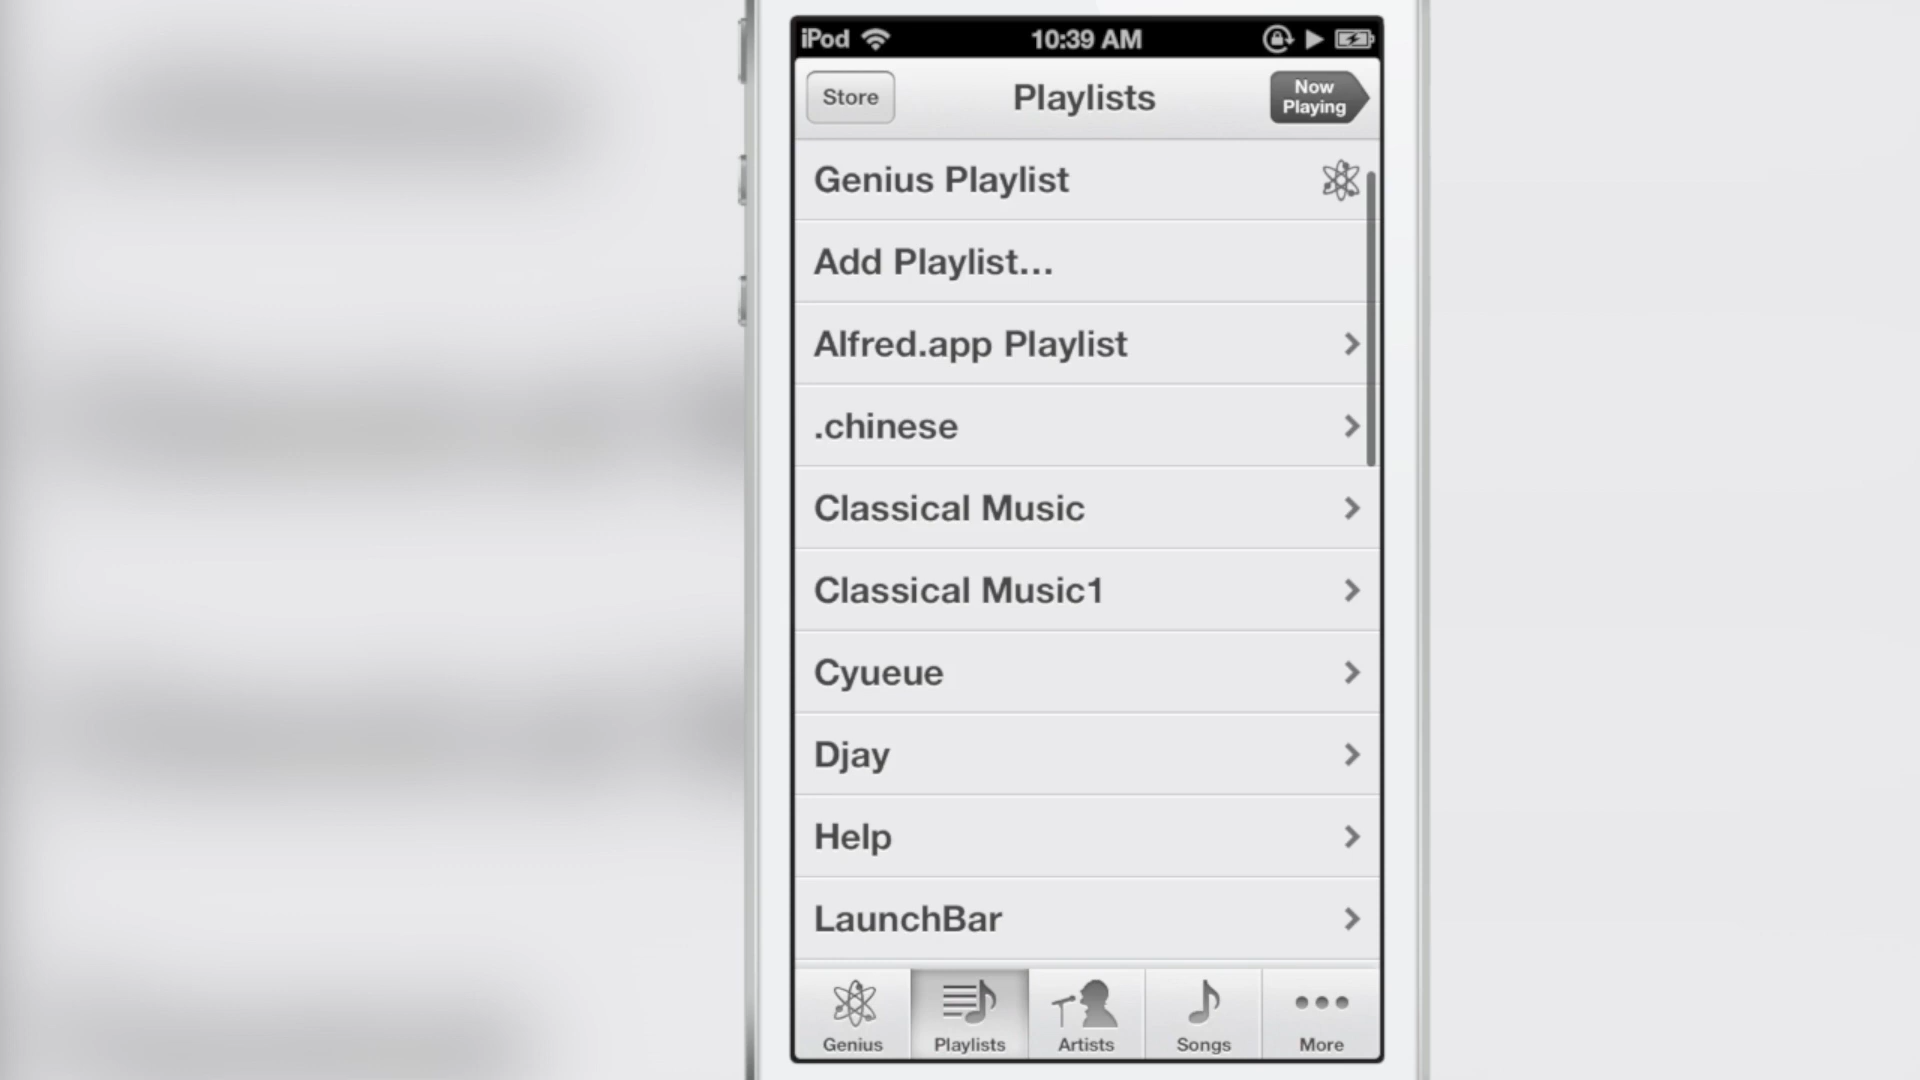 iPod 10:39 AM
Store
Playlists
Now
Playing
Genius Playlist
Add Playlist...
Alfred.app Playlist
.chinese
Classical Music
Classical Music1
Cyueue
Djay
Help
LaunchBar
Genius
Playlists
Artists
Songs
More